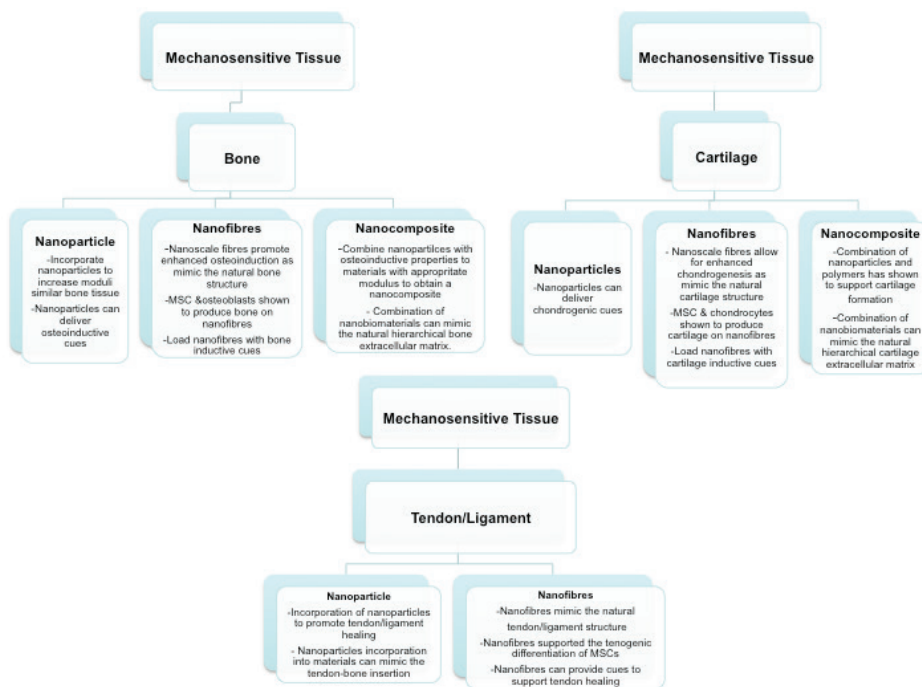 Mechanosensitive Tissue
Bone
Nanoparticle
-Incorporate
nanoparticles to
increase moduli
similar bone tissue
-Nanoparticles can
deliver
osteoinductive
cues
Nanofibres
-Nanoscale fibres promote
enhanced osteoinduction as
mimic the natural bone
structure
-MSC &osteoblasts shown
to produce bone on
nanofibres
-Load nanofibres with bone
inductive cues
Nanocomposite
-Combine nanopartilces with
osteoinductive properties to
materials with appropritate
modulus to obtain a
nanocomposite
- Combination of
nanobiomaterials can mimic
the natural hierarchical bone
extracellular matrix.
Mechanosensitive Tissue
Cartilage
Nanoparticles
-Nanoparticles can
deliver chondrogenic
cues
Nanofibres
- Nanoscale fibres allow
for enhanced
chondrogenesis as
mimic the natural
cartilage structure
-MSC & chondrocytes
shown to produce
cartilage on nanofibres
-Load nanofibres with
cartilage inductive cues
Nanocomposite
-Combination of
nanoparticles and
polymers has shown
to support cartilage
formation
-Combination of
nanobiomaterials can
mimic the natural
hierarchical cartilage
extracellular matrix
Mechanosensitive Tissue
Tendon/Ligament
Nanoparticle
-Incorporation of nanoparticles
to promote tendon/ligament
healing
- Nanoparticles incorporation
into materials can mimic the
tendon-bone insertion
Nanofibres
-Nanofibres mimic the natural
tendon/ligament structure
-Nanofibres supported the tenogenic
differentiation of MSCs
-Nanofibres can provide cues to
support tendon healing